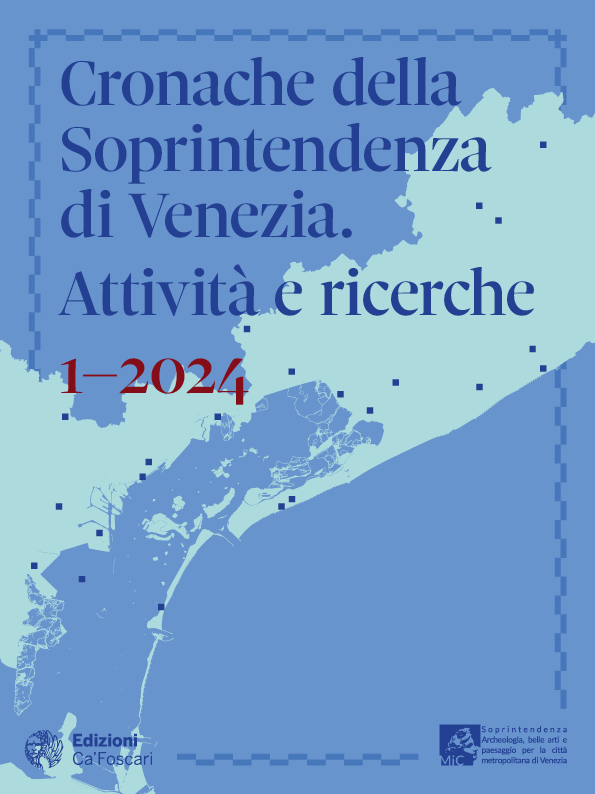 Cronache della
Soprintendenza
di Venezia.
Attività e ricerche
1—2024
Edizioni
Ca'Foscari
MiC
Soprintendenza
Archeologia, belle arti e
paesaggio per la città
metropolitana di Venezia